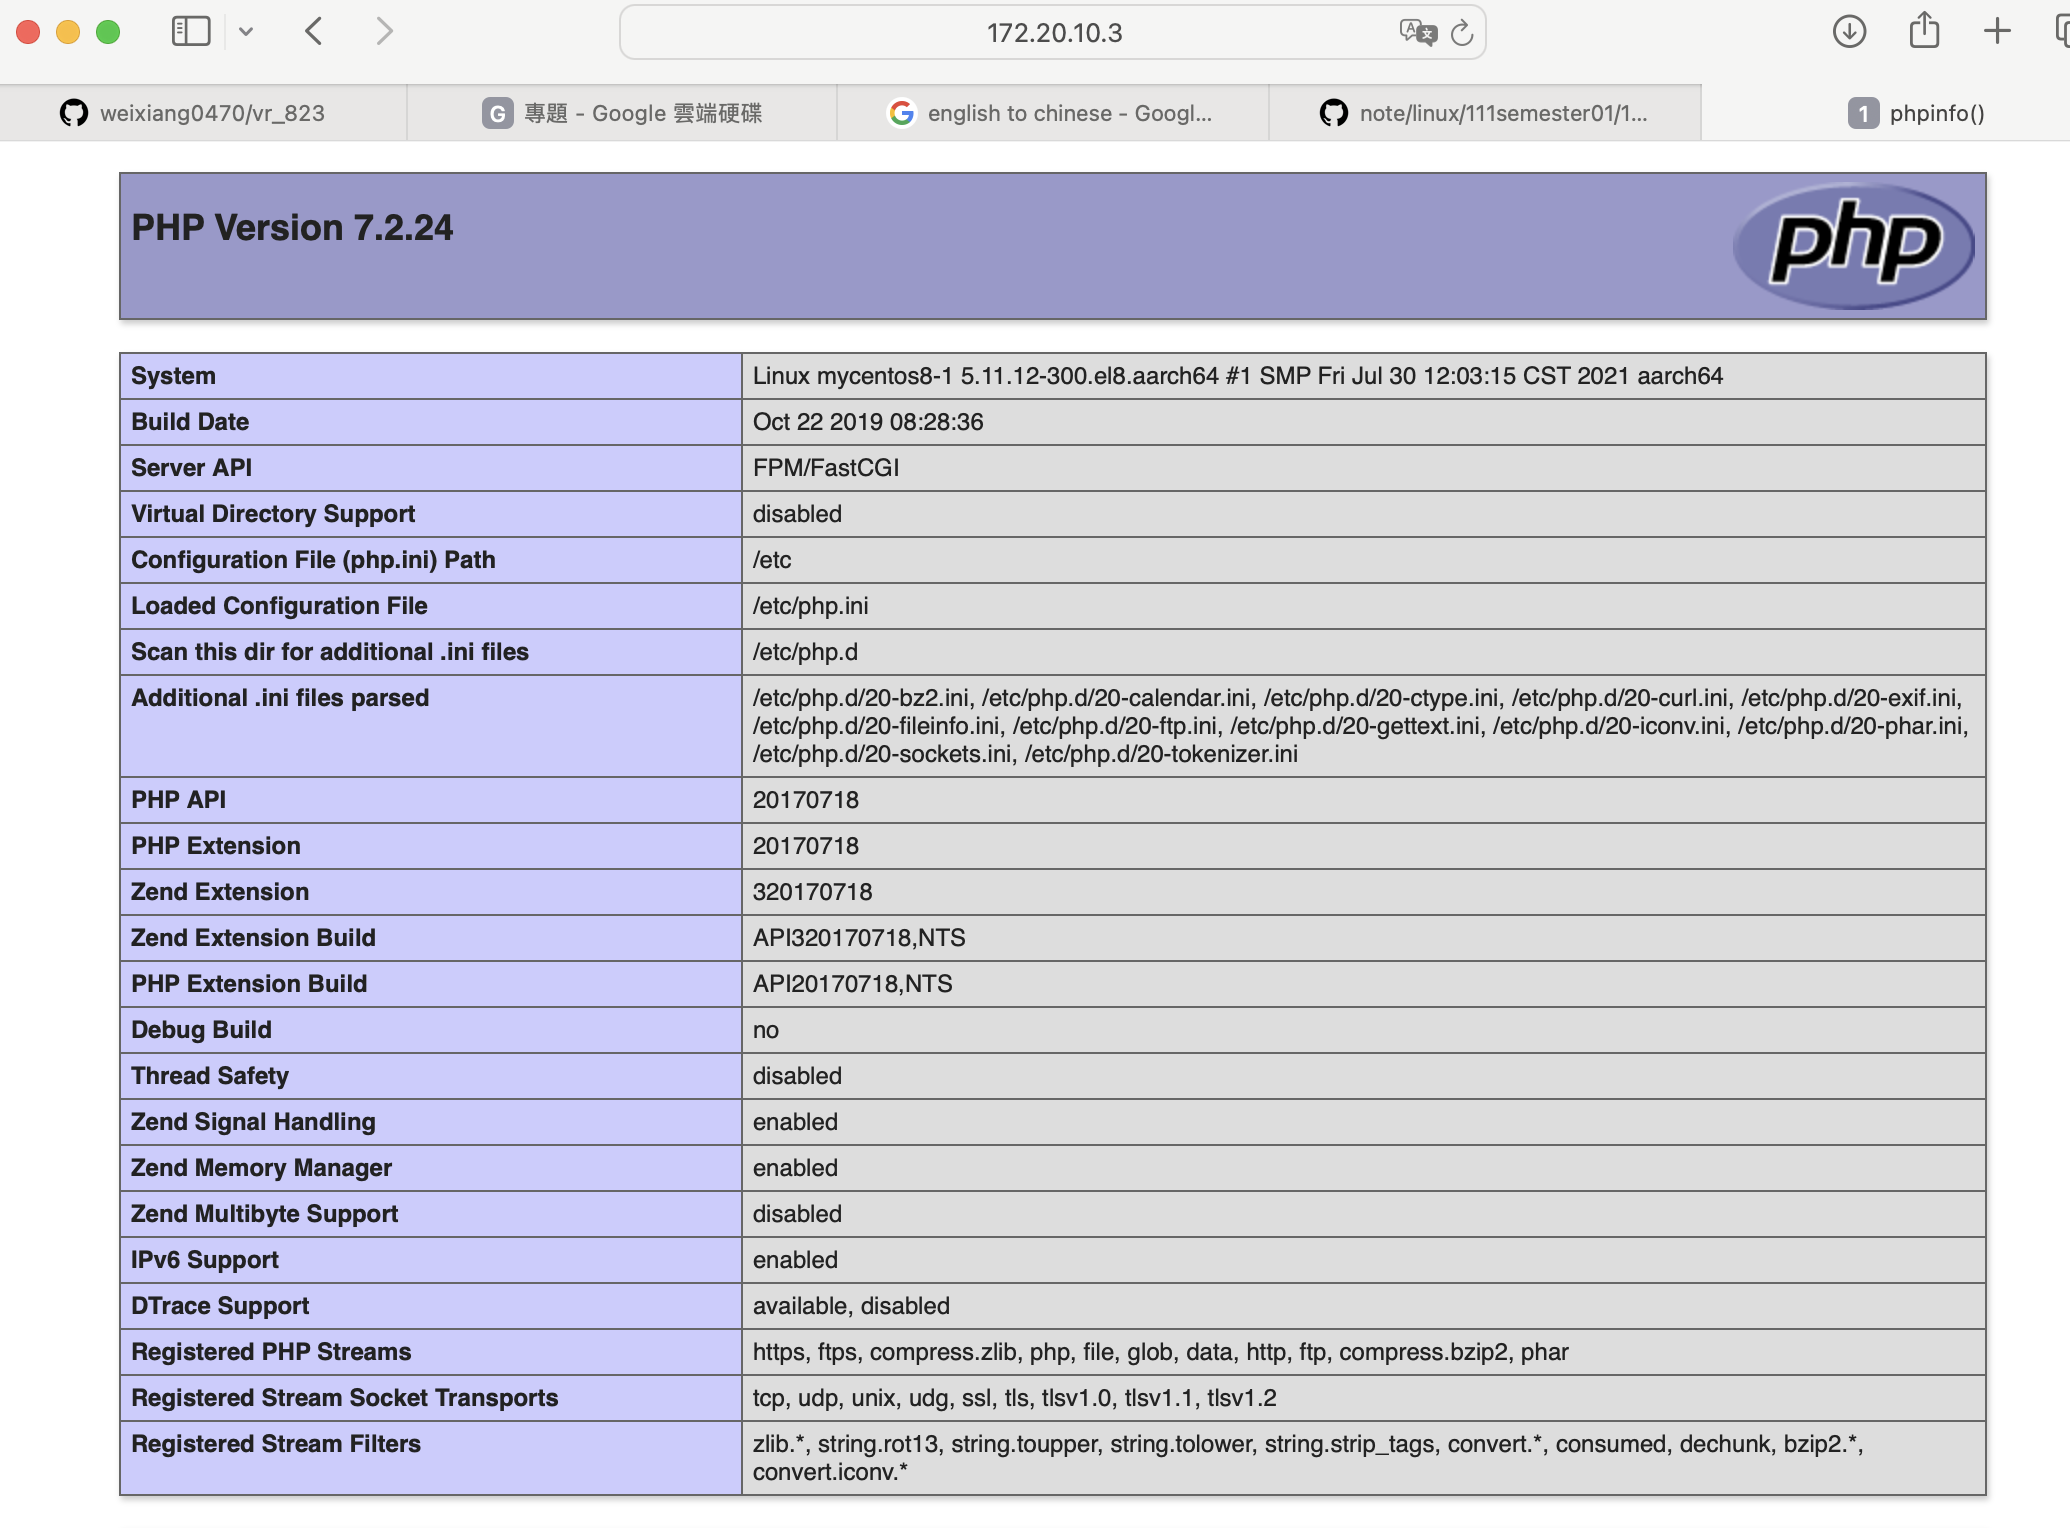 172.20.10.3
weixiang0470/vr_823
G 專題 - Google 雲端硬碟
english to chinese - Googl...
note/linux/111semester01/1...
1 phpinfo()
PHP Version 7.2.24
php
System Linux mycentos8-1 5.11.12-300.el8.aarch64 #1 SMP Fri Jul 30 12:03:15 CST 2021 aarch64
Build Date Oct 22 2019 08:28:36
Server API FPM/FastCGI
Virtual Directory Support disabled
Configuration File (php.ini) Path /etc
Loaded Configuration File /etc/php.ini
Scan this dir for additional .ini files /etc/php.d
Additional .ini files parsed /etc/php.d/20-bz2.ini, /etc/php.d/20-calendar.ini, /etc/php.d/20-ctype.ini, /etc/php.d/20-curl.ini, /etc/php.d/20-exif.ini,
/etc/php.d/20-fileinfo.ini, /etc/php.d/20-ftp.ini, /etc/php.d/20-gettext.ini, /etc/php.d/20-iconv.ini, /etc/php.d/20-phar.ini,
/etc/php.d/20-sockets.ini, /etc/php.d/20-tokenizer.ini
PHP API 20170718
PHP Extension 20170718
Zend Extension 320170718
Zend Extension Build API320170718,NTS
PHP Extension Build API20170718,NTS
Debug Build no
Thread Safety disabled
Zend Signal Handling enabled
Zend Memory Manager enabled
Zend Multibyte Support disabled
IPv6 Support enabled
DTrace Support available, disabled
Registered PHP Streams https, ftps, compress.zlib, php, file, glob, data, http, ftp, compress.bzip2, phar
Registered Stream Socket Transports tcp, udp, unix, udg, ssl, tls, tlsv1.0, tlsv1.1, tlsv1.2
Registered Stream Filters zlib.*, string.rot13, string.toupper, string.tolower, string.strip_tags, convert.*, consumed, dechunk, bzip2.*,
convert.iconv.*